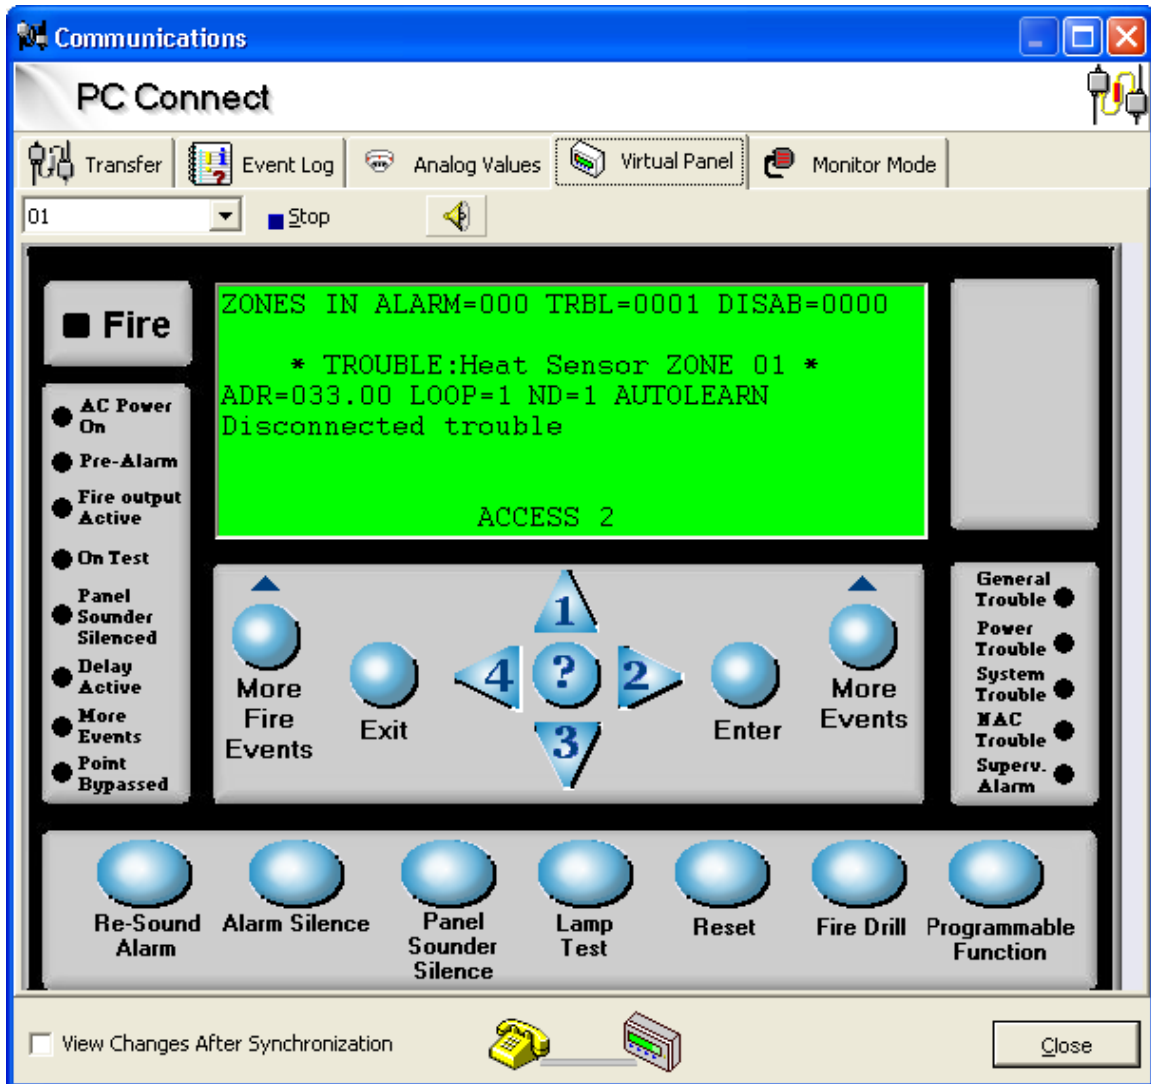 Communications
PC Connect
Transfer
Event Log
Analog Values
Virtual Panel
Monitor Mode
01
Stop
Fire
ZONES IN ALARM=000 TRBL=0001 DISAB=0000
* TROUBLE:Heat Sensor ZONE 01 *
ADR=033.00 LOOP=1 ND=1 AUTOLEARN
Disconnected trouble
ACCESS 2
AC Power
On
Pre-Alarm
Fire output
Active
On Test
Panel
Sounder
Silenced
Delay
Active
More
Events
Point
Bypassed
More
Fire
Events
Exit
1
4
?
2
3
Enter
More
Events
General
Trouble
Power
Trouble
System
Trouble
NAC
Trouble
Superv.
Alarm
Re-Sound
Alarm
Alarm Silence
Panel
Sounder
Silence
Lamp
Test
Reset
Fire Drill
Programmable
Function
View Changes After Synchronization
Close